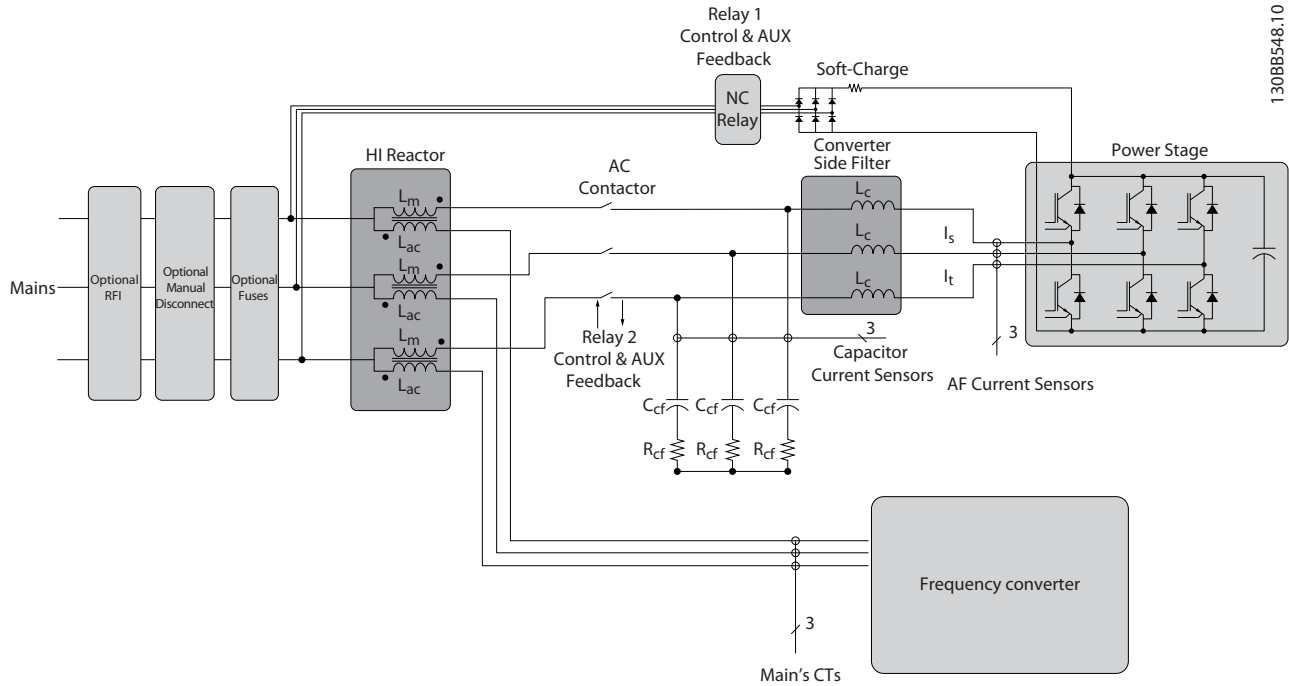 Relay 1
Control & AUX
Feedback
130BB548.10
NC
Relay
Soft-Charge
HI Reactor
AC
Contactor
Converter
Side Filter
Power Stage
Mains
Optional
RFI
Optional
Manual
Disconnect
Optional
Fuses
Lm
Lac
Lm
Lac
Lm
Lac
Lc
Lc
Lc
Is
It
Relay 2
Control & AUX
Feedback
3
Capacitor
Current Sensors
3
AF Current Sensors
Ccf
Ccf
Ccf
Rcf
Rcf
Rcf
Frequency converter
3
Main's CTs